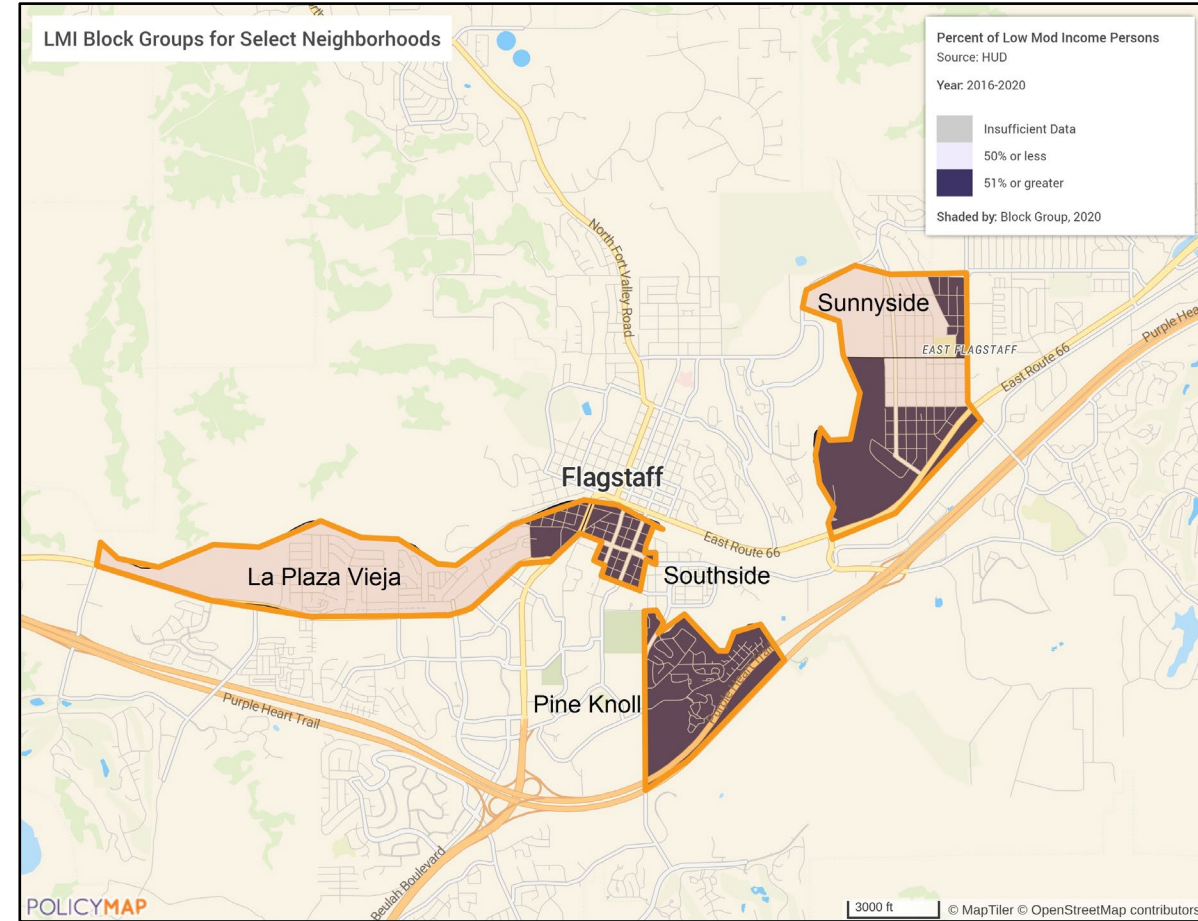 LMI Block Groups for Select Neighborhoods
Percent of Low Mod Income Persons
Source: HUD
Year: 2016-2020
Insufficient Data
50% or less
51% or greater
Shaded by: Block Group, 2020
North Fort Valley Road
Sunnyside
EAST FLAGSTAFF
East Route 66
Purple Hea
Flagstaff
East Route 66
La Plaza Vieja
Southside
Pine Knoll
Purple Heart Trail
Purple Heart Trail
Beulah Boulevard
POLICYMAP
3000 ft
© MapTiler © OpenStreetMap contributors